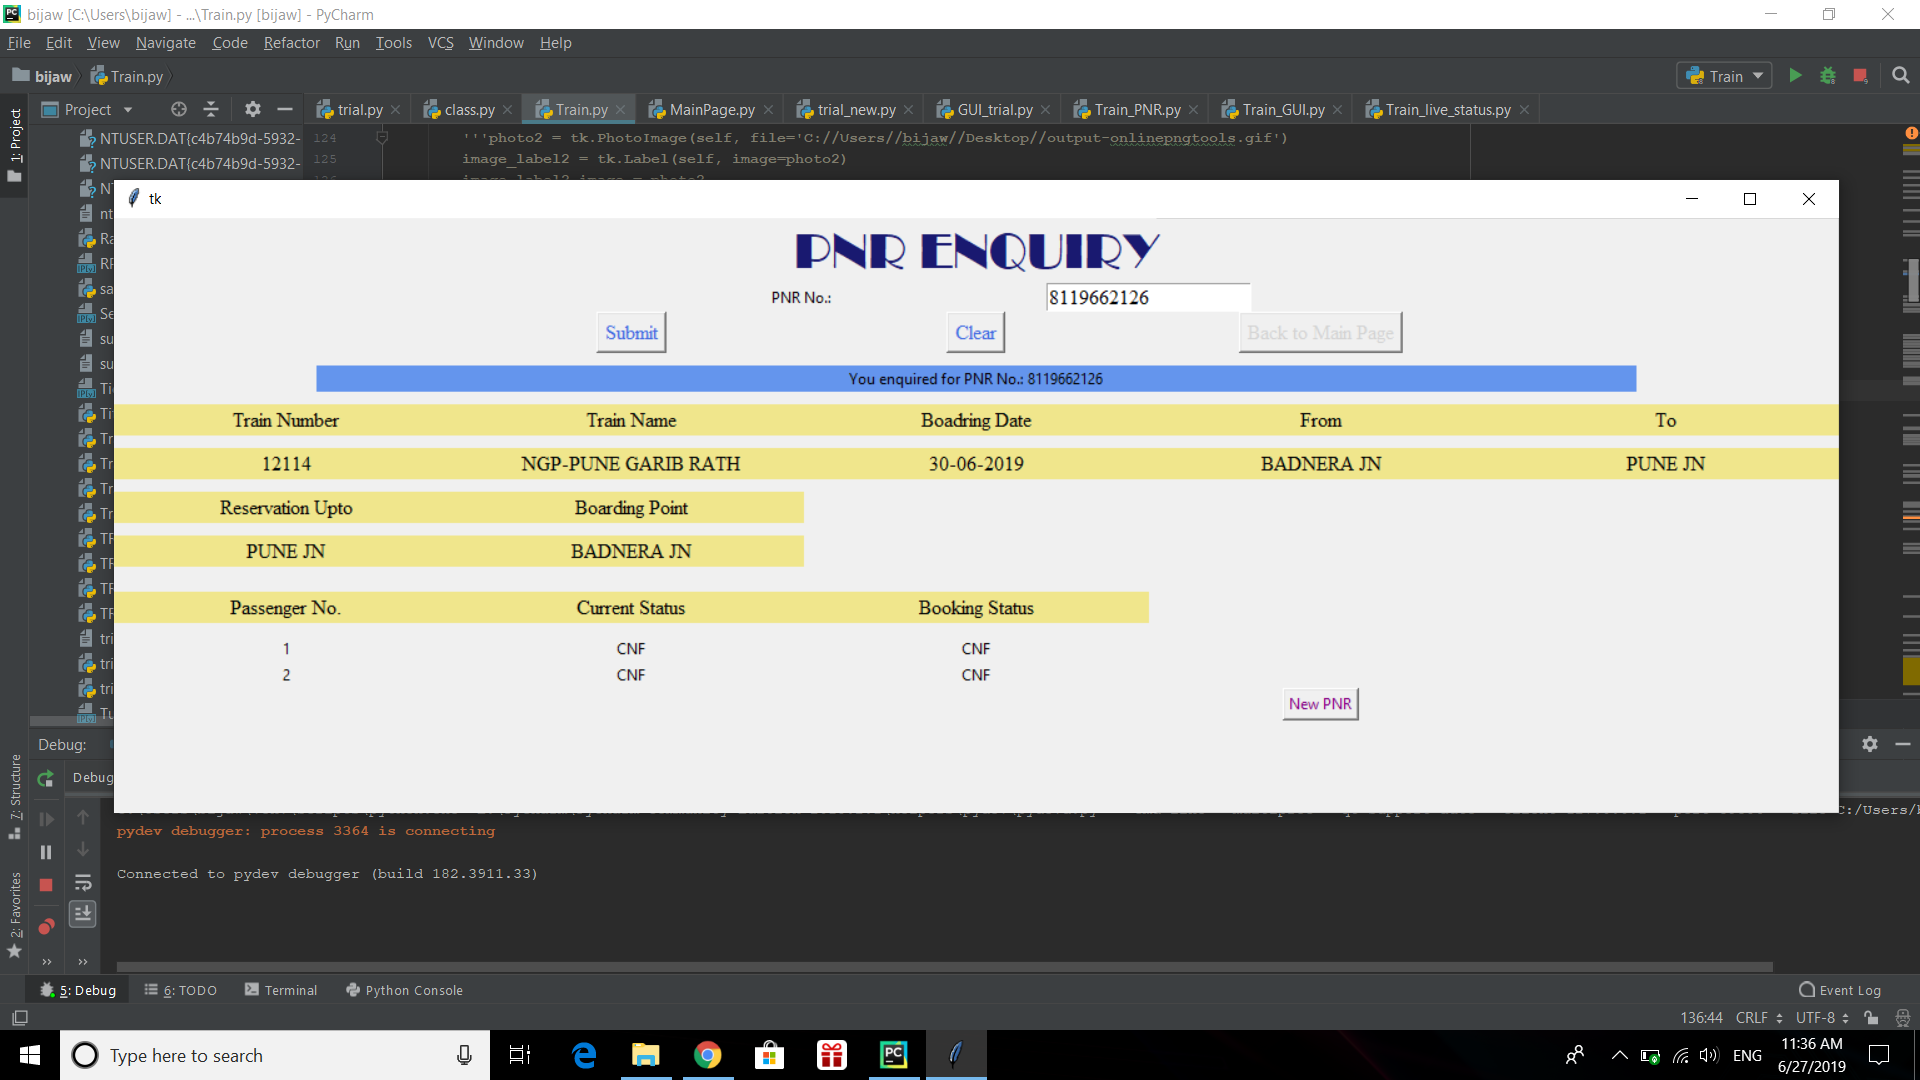 bijaw [C:\Users\bijaw] - ...\Train.py [bijaw] - PyCharm
File Edit View Navigate Code Refactor Run Tools VCS Window Help
bijaw Train.py Train
Project trial.py class.py Train.py MainPage.py trial_new.py GUI_trial.py Train_PNR.py Train_GUI.py Train_live_status.py
1: Project
NTUSER.DAT{c4b74b9d-5932-
NTUSER.DAT{c4b74b9d-5932-
124 '''photo2 = tk.PhotoImage(self, file='C://Users//bijaw//Desktop//output-onlinepngtools.gif')
125 image_label2 = tk.Label(self, image=photo2)
tk
PNR ENQUIRY
PNR No.: 8119662126
Submit Clear Back to Main Page
You enquired for PNR No.: 8119662126
Train Number Train Name Boadring Date From To
12114 NGP-PUNE GARIB RATH 30-06-2019 BADNERA JN PUNE JN
Reservation Upto Boarding Point
PUNE JN BADNERA JN
Passenger No. Current Status Booking Status
1 CNF CNF
2 CNF CNF
New PNR
Debug:
Debug
7: Structure
2: Favorites
C:/Users/b
pydev debugger: process 3364 is connecting
Connected to pydev debugger (build 182.3911.33)
5: Debug 6: TODO Terminal Python Console Event Log
136:44 CRLF UTF-8
Type here to search
ENG 11:36 AM
6/27/2019